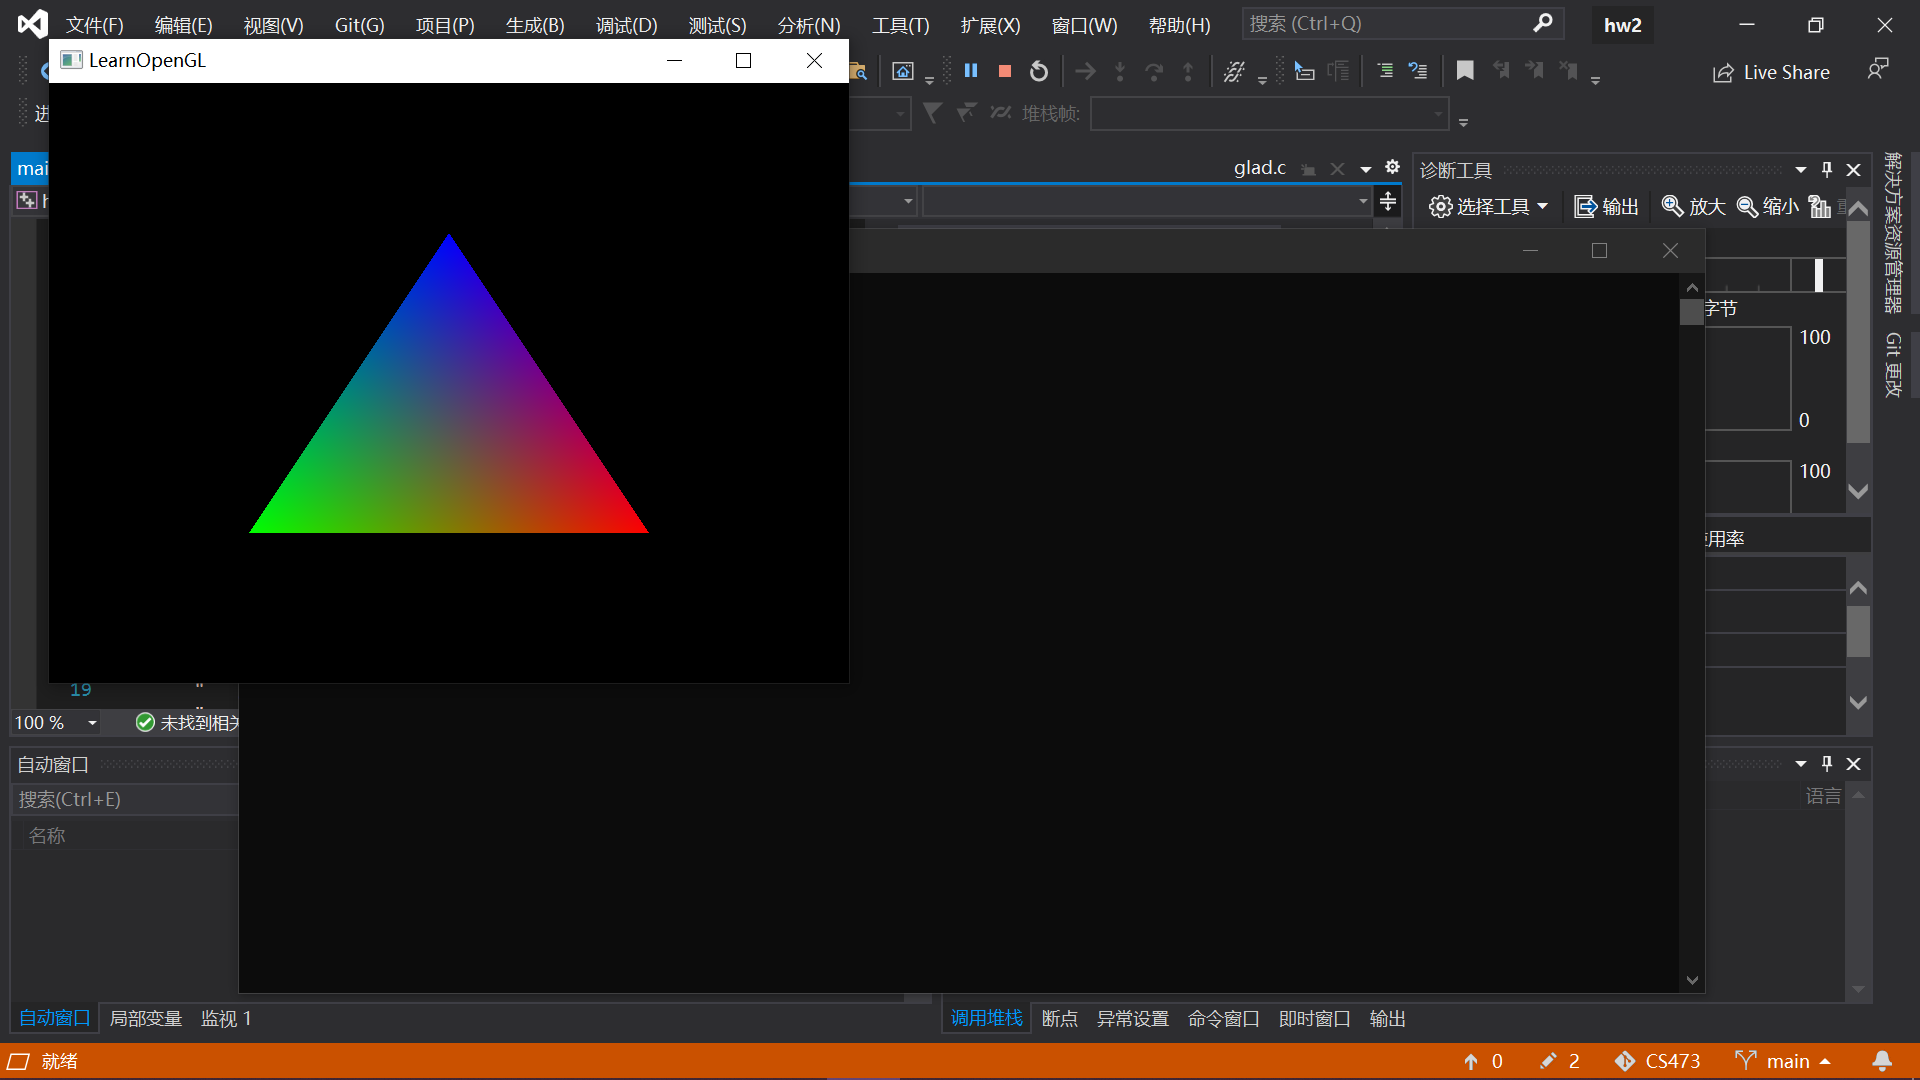 文件(F) 编辑(E) 视图(V) Git(G) 项目(P) 生成(B) 调试(D) 测试(S) 分析(N) 工具(T) 扩展(X) 窗口(W) 帮助(H) 搜索 (Ctrl+Q) hw2
LearnOpenGL
Live Share
进
堆栈帧:
mai
glad.c
诊断工具
选择工具 输出 放大 缩小
字节
100
0
100
用率
解决方案资源管理器
Git 更改
19 "
"
100 % 未找到相关
自动窗口
搜索(Ctrl+E)
名称
语言
自动窗口 局部变量 监视 1
调用堆栈 断点 异常设置 命令窗口 即时窗口 输出
就绪 0 2 CS473 main